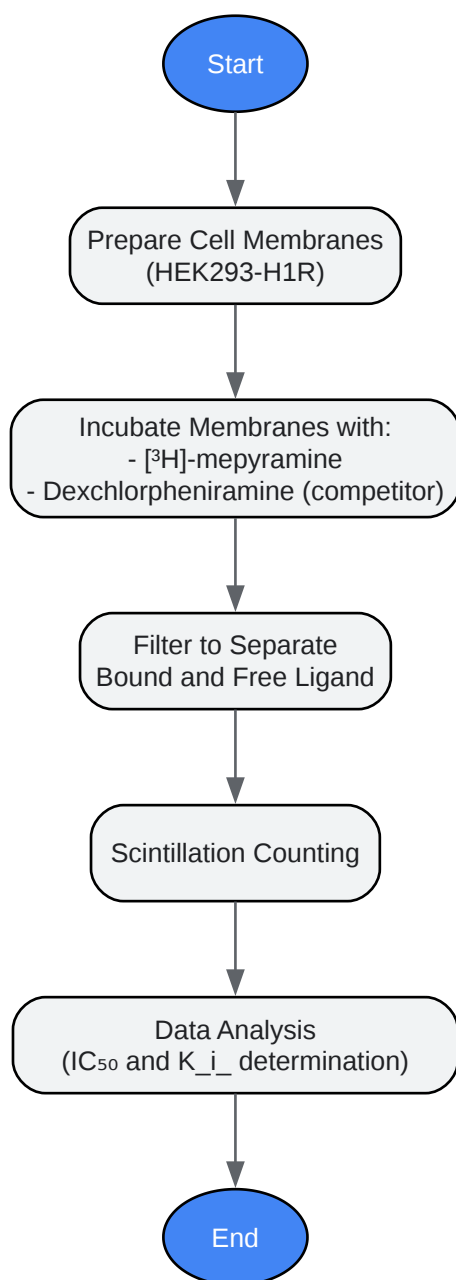 Start
Prepare Cell Membranes
(HEK293-H1R)
Incubate Membranes with:
- [³H]-mepyramine
- Dexchlorpheniramine (competitor)
Filter to Separate
Bound and Free Ligand
Scintillation Counting
Data Analysis
(IC₅₀ and K_i_ determination)
End